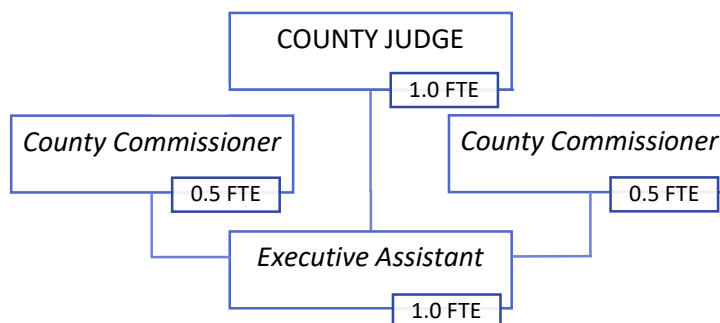 COUNTY JUDGE
1.0 FTE
County Commissioner
0.5 FTE
County Commissioner
0.5 FTE
Executive Assistant
1.0 FTE